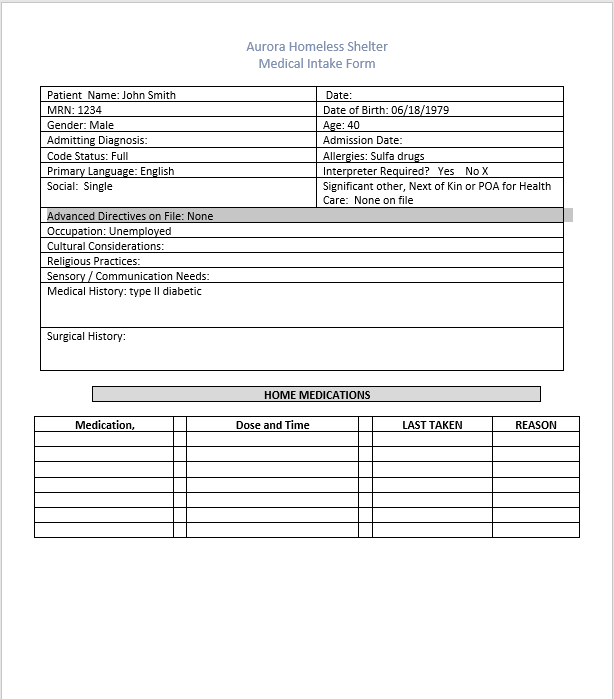 Aurora Homeless Shelter
Medical Intake Form
Patient  Name: John Smith
Date:
MRN: 1234
Date of Birth: 06/18/1979
Gender: Male
Age: 40
Admitting Diagnosis:
Admission Date:
Code Status: Full
Allergies: Sulfa drugs
Primary Language: English
Interpreter Required?   Yes    No X
Social:  Single
Significant other, Next of Kin or POA for Health
Care:  None on file
Advanced Directives on File: None
Occupation: Unemployed
Cultural Considerations:
Religious Practices:
Sensory / Communication Needs:
Medical History: type II diabetic
Surgical History:
HOME MEDICATIONS
Medication,
Dose and Time
LAST TAKEN
REASON